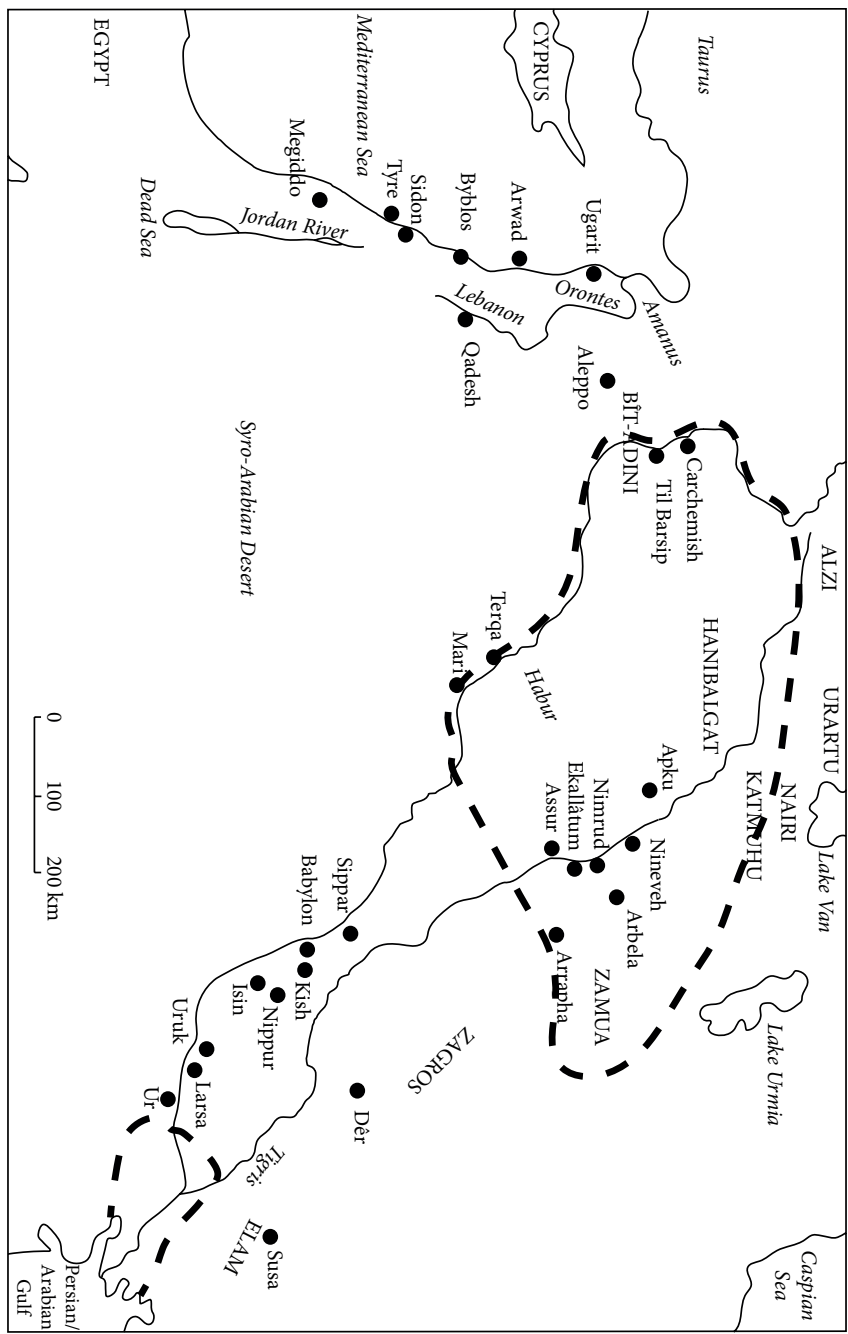 Taurus
CYPRUS
Mediterranean Sea
EGYPT
Ugarit
Arwad
Byblos
Sidon
Tyre
Megiddo
Jordan River
Dead Sea
Amanus
Orontes
Lebanon
Qadesh
Aleppo
BÎT-ADINI
Carchemish
Til Barsip
Syro-Arabian Desert
ALZI
HANIBALGAT
URARTU
Terqa
Mari
Habur
NAIRI
KATMUHU
Lake Van
Apku
Nineveh
Nimrud
Ekallâtum
Assur
Arbela
Arrapha
ZAMUA
Lake Urmia
ZAGROS
Sippar
Babylon
Kish
Nippur
Isin
Uruk
Larsa
Ur
Dêr
Tigris
ELAM
Susa
Caspian
Sea
Persian/
Arabian
Gulf
0 100 200 km